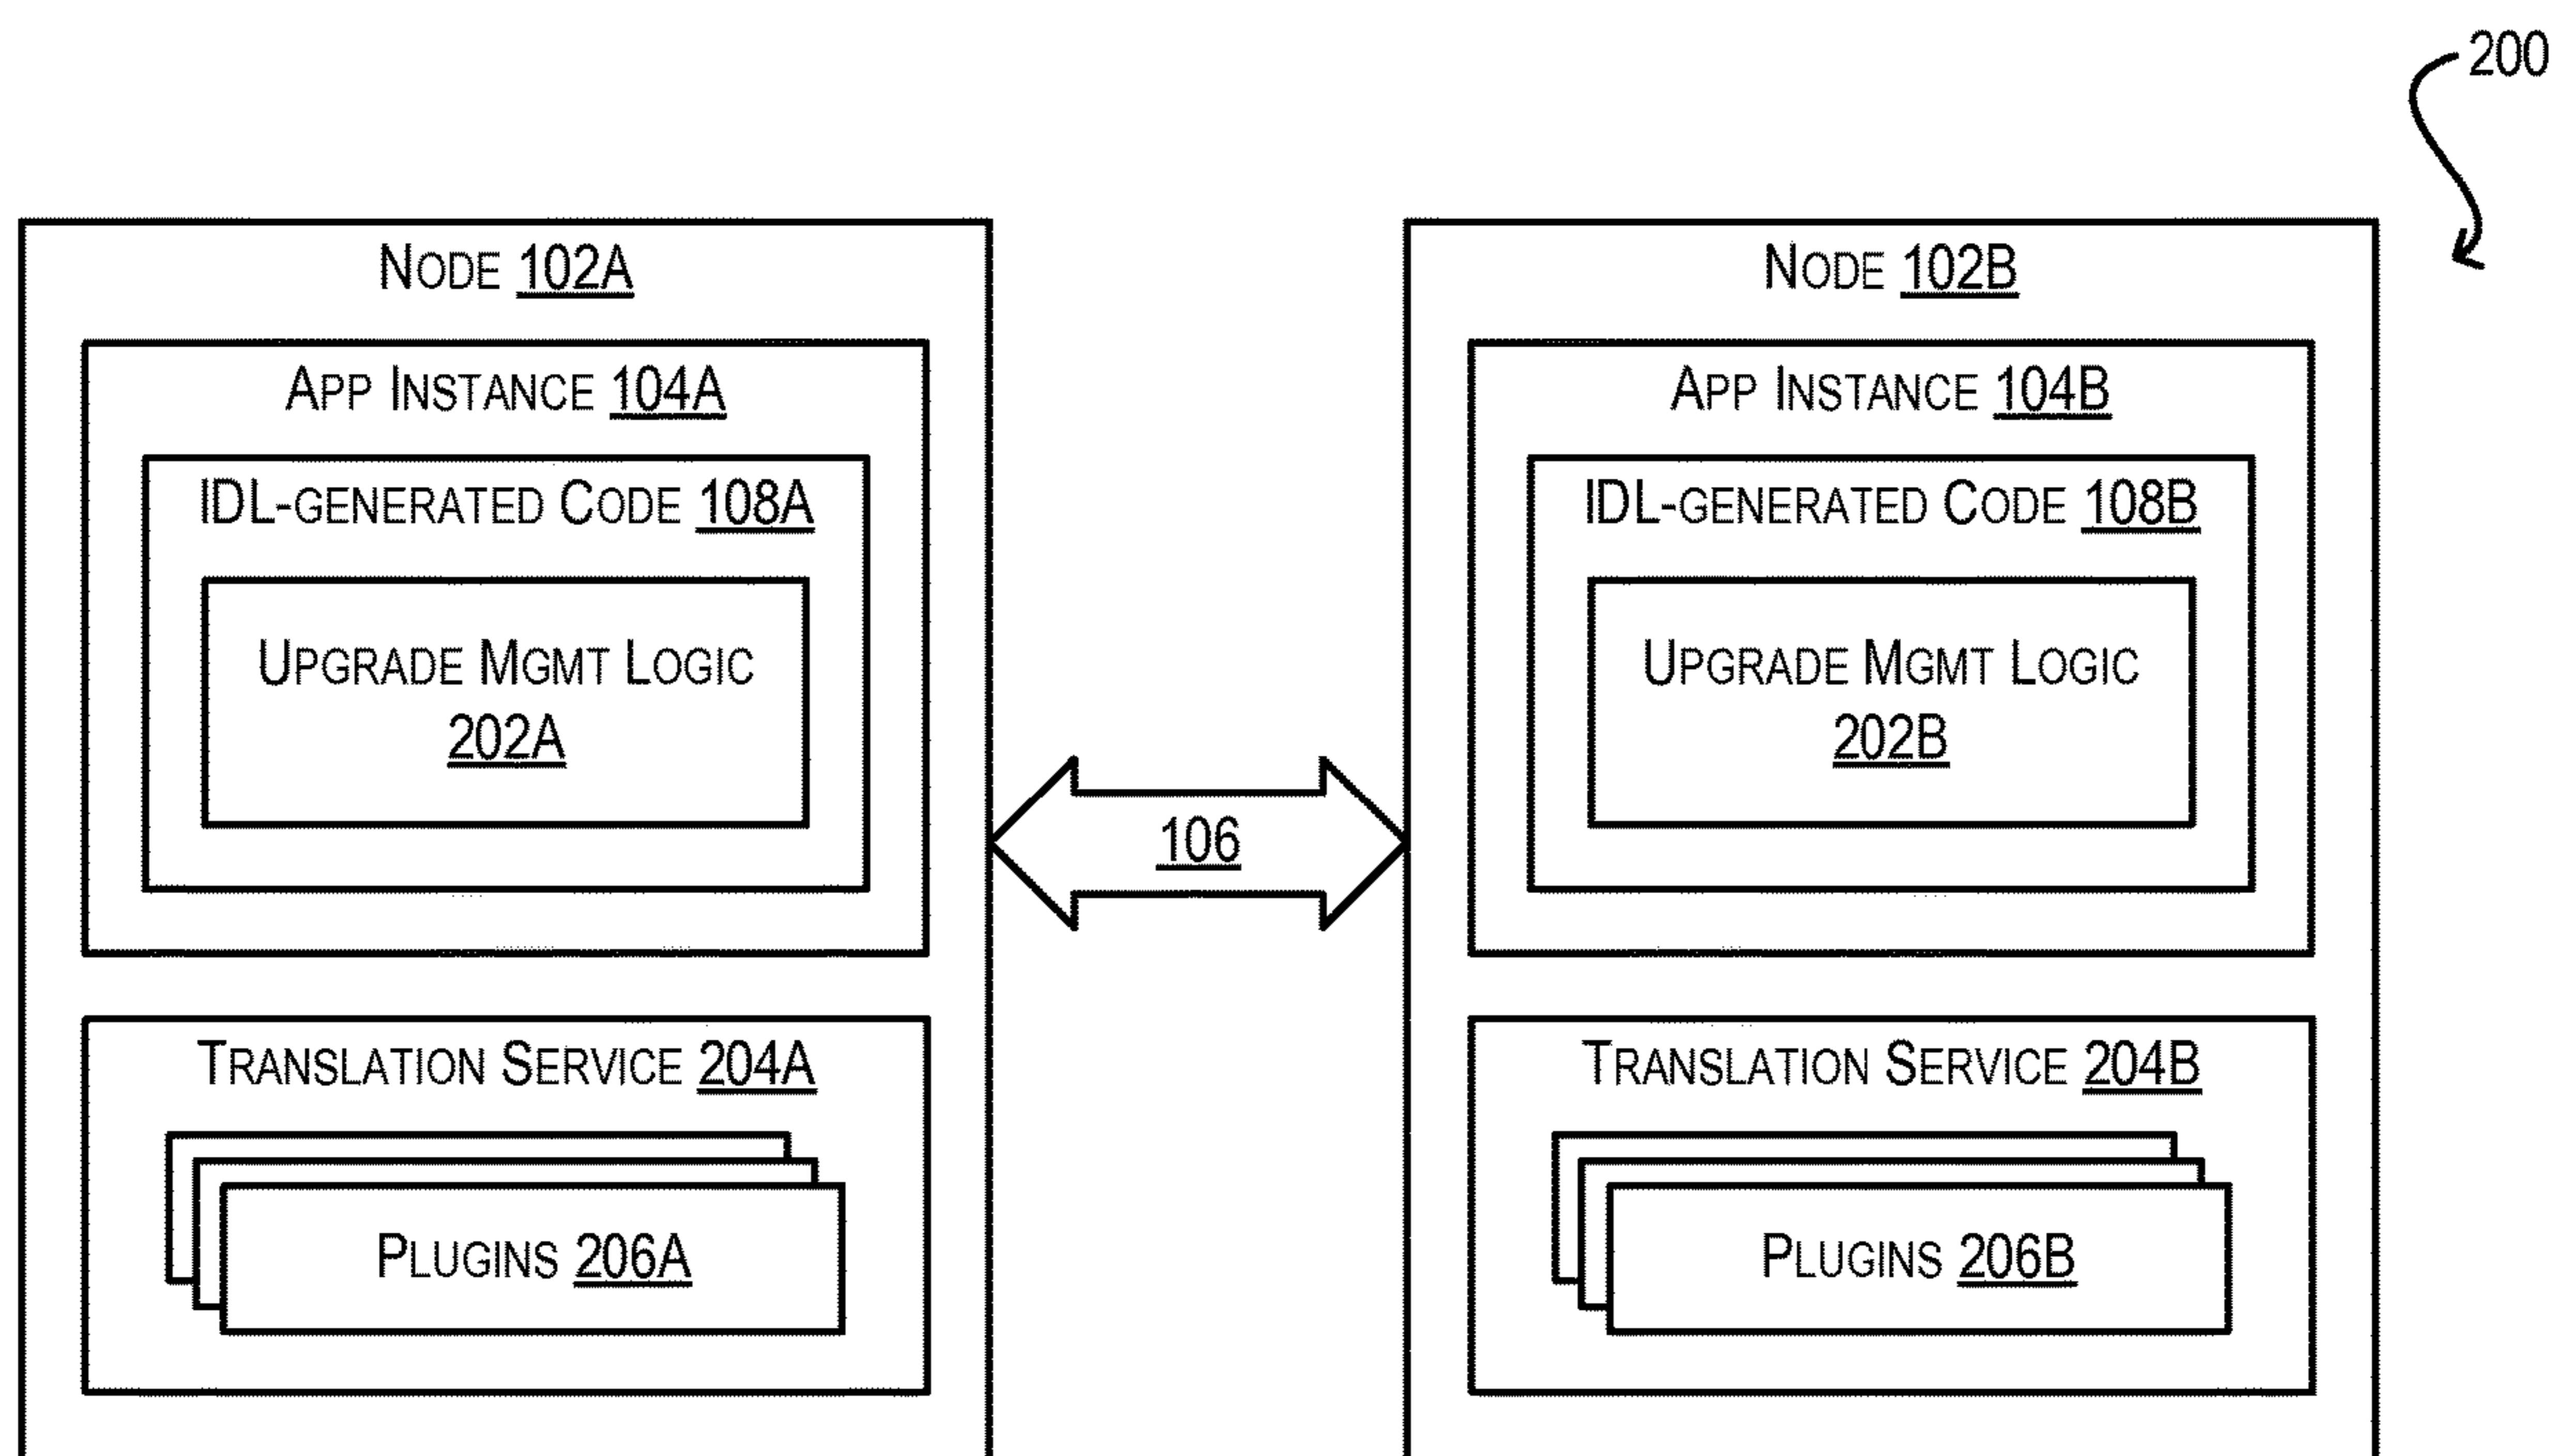 200
NODE 102A
APP INSTANCE 104A
IDL-GENERATED CODE 108A
UPGRADE MGMT LOGIC
202A
TRANSLATION SERVICE 204A
PLUGINS 206A
106
NODE 102B
APP INSTANCE 104B
IDL-GENERATED CODE 108B
UPGRADE MGMT LOGIC
202B
TRANSLATION SERVICE 204B
PLUGINS 206B